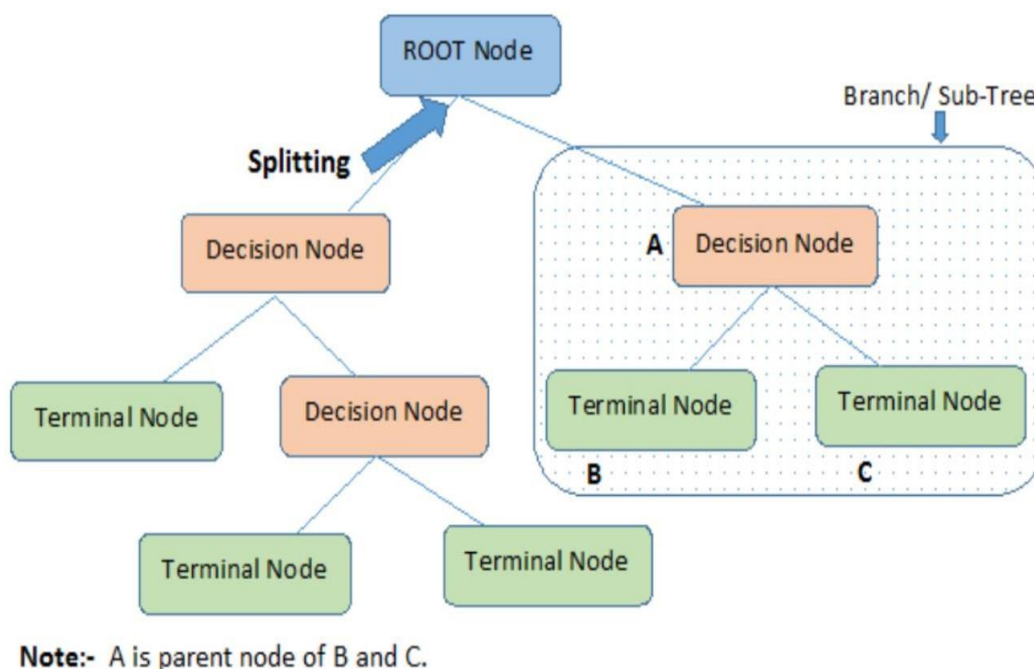 ROOT Node
Branch/ Sub-Tree
Splitting
Decision Node
A
Decision Node
Terminal Node
Decision Node
Terminal Node
Terminal Node
B
C
Terminal Node
Terminal Node
Note:- A is parent node of B and C.